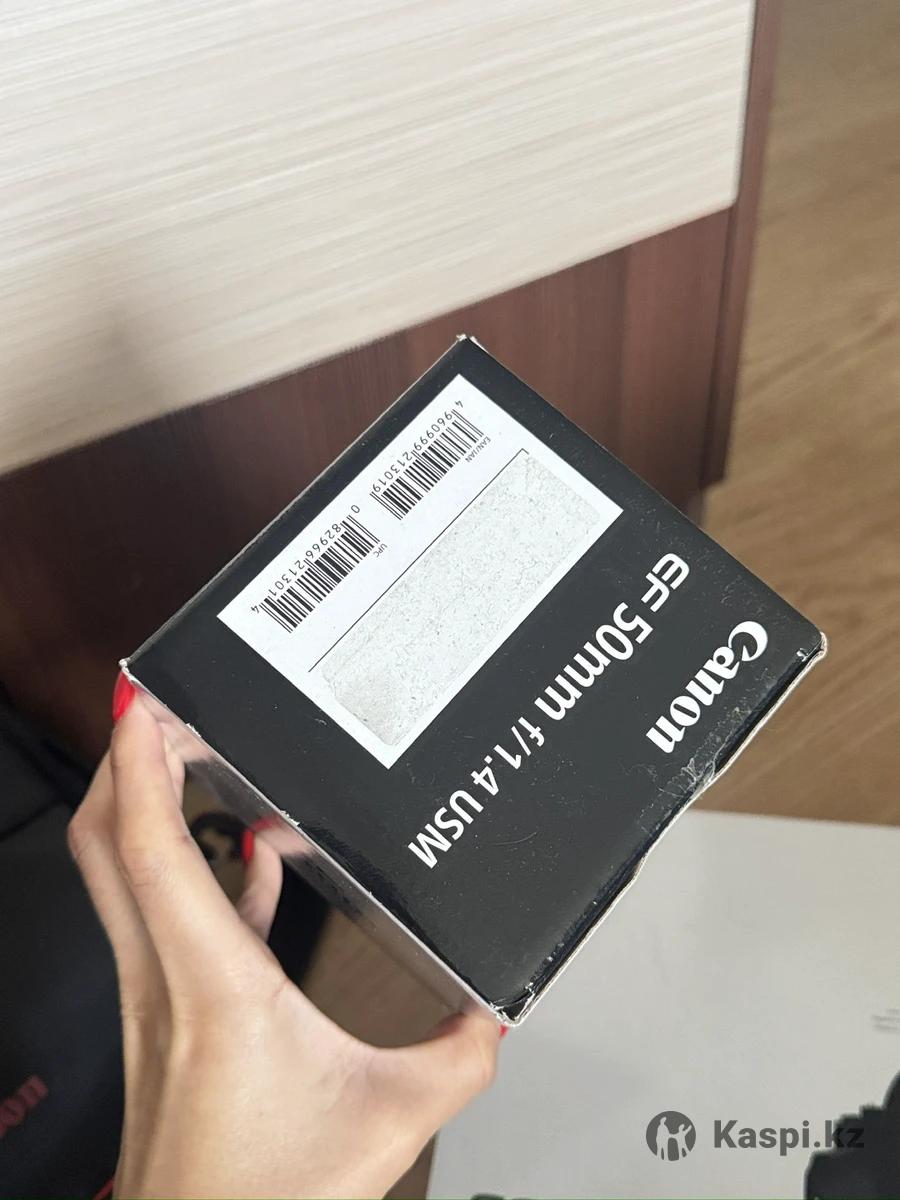 Canon
EF 50mm f/1.4 USM
EAN/JAN
4 960999 213019
UPC
0 82966 21301 4
Kaspi.kz